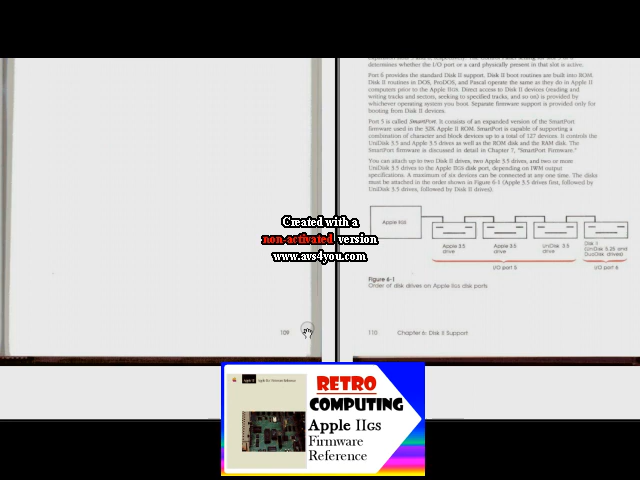 determines whether the I/O port or a card physically present in that slot is active.
Port 6 provides the standard Disk II support. Disk II boot routines are built into ROM.
Disk II routines in DOS, ProDOS, and Pascal operate the same as they do in Apple II
computers prior to the Apple IIGS. Direct access to Disk II devices (reading and
writing tracks and sectors, seeking to specified tracks, and so on) is provided by
whichever operating system you boot. Separate firmware support is provided only for
booting from Disk II devices.
Port 5 is called SmartPort. It consists of an expanded version of the SmartPort
firmware used in the 32K Apple II ROM. SmartPort is capable of supporting a
combination of character and block devices up to a total of 127 devices. It controls the
UniDisk 3.5 and Apple 3.5 drives as well as the ROM disk and the RAM disk. The
SmartPort firmware is discussed in detail in Chapter 7, "SmartPort Firmware."
You can attach up to two Disk II drives, two Apple 3.5 drives, and two or more
UniDisk 3.5 drives to the Apple IIGS disk port, depending on IWM output
specifications. A maximum of six devices can be connected at any one time. The disks
must be attached in the order shown in Figure 6-1 (Apple 3.5 drives first, followed by
UniDisk 3.5 drives, followed by Disk II drives).
Apple IIGS
Apple 3.5
drive
Apple 3.5
drive
UniDisk 3.5
drive
Disk II
(UniDisk 5.25 and
DuoDisk drives)
I/O port 5
I/O port 6
Figure 6-1
Order of disk drives on Apple IIGS disk ports
109
110 Chapter 6: Disk II Support
Created with a
non-activated version
www.avs4you.com
RETRO
COMPUTING
Apple IIGS
Firmware
Reference